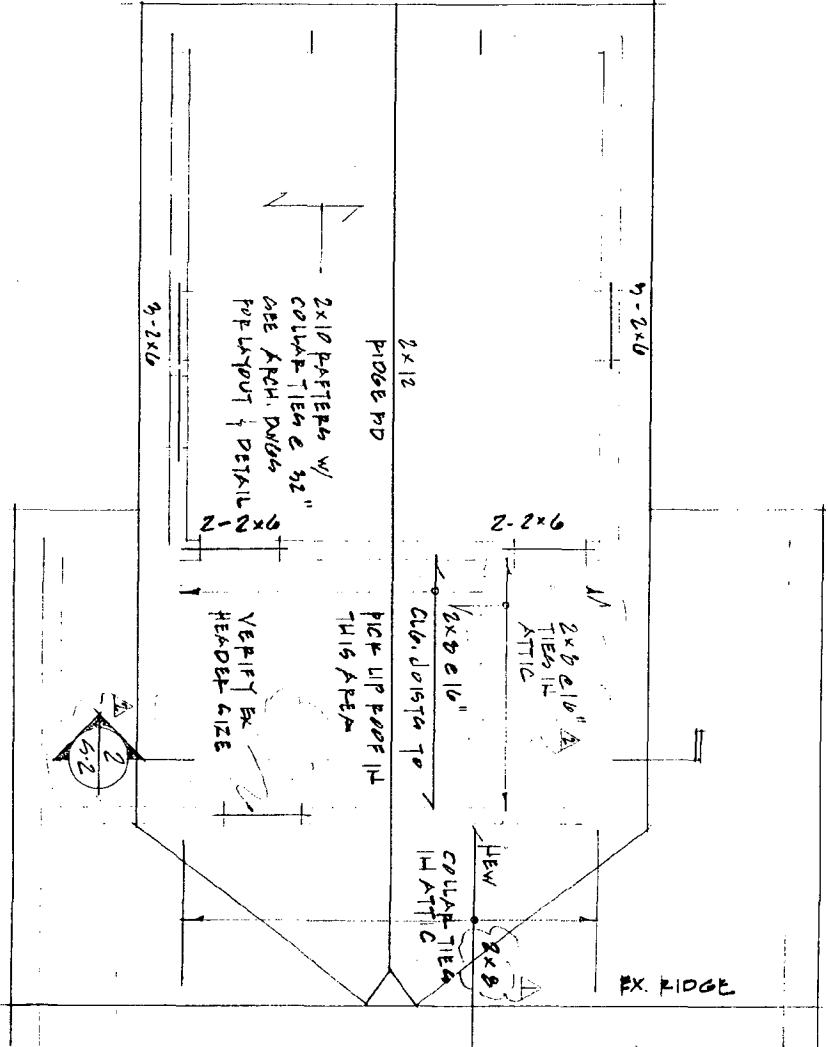 3-2x6
3-2x6
2x12
RIDGE BD
2x10 RAFTERS W/
COLLAR TIES @ 32"
SEE ARCH. DWGS
FOR LAYOUT & DETAIL
2-2x6
2-2x6
2x8 @ 16"
TIES IN
ATTIC
2
2x8 @ 16"
CLG. JOISTS TO
PICK UP ROOF IN
THIS AREA
VERIFY EX
HEADER SIZE
2
S.2
NEW
2x8
COLLAR TIES
IN ATTIC
1
EX. RIDGE